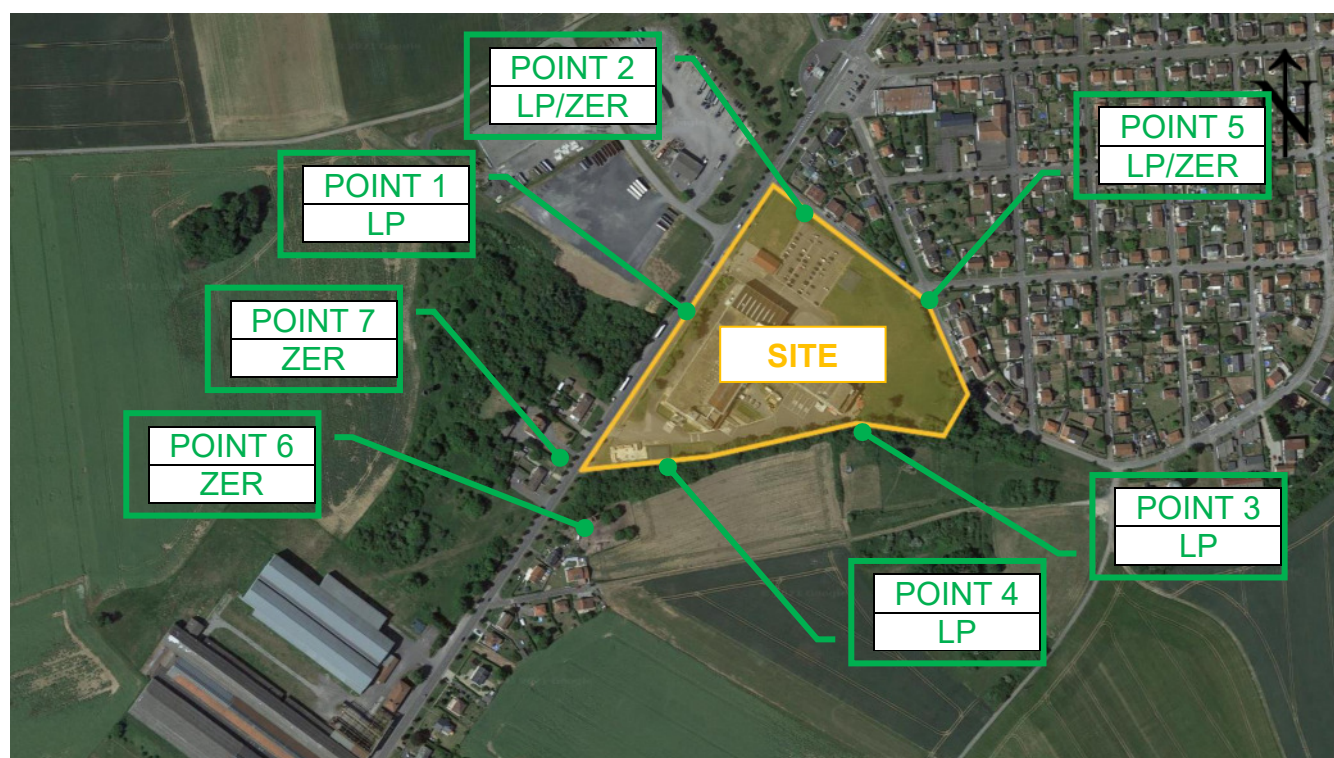 POINT 2
LP/ZER
N
POINT 5
LP/ZER
POINT 1
LP
POINT 7
ZER
SITE
POINT 6
ZER
POINT 3
LP
POINT 4
LP